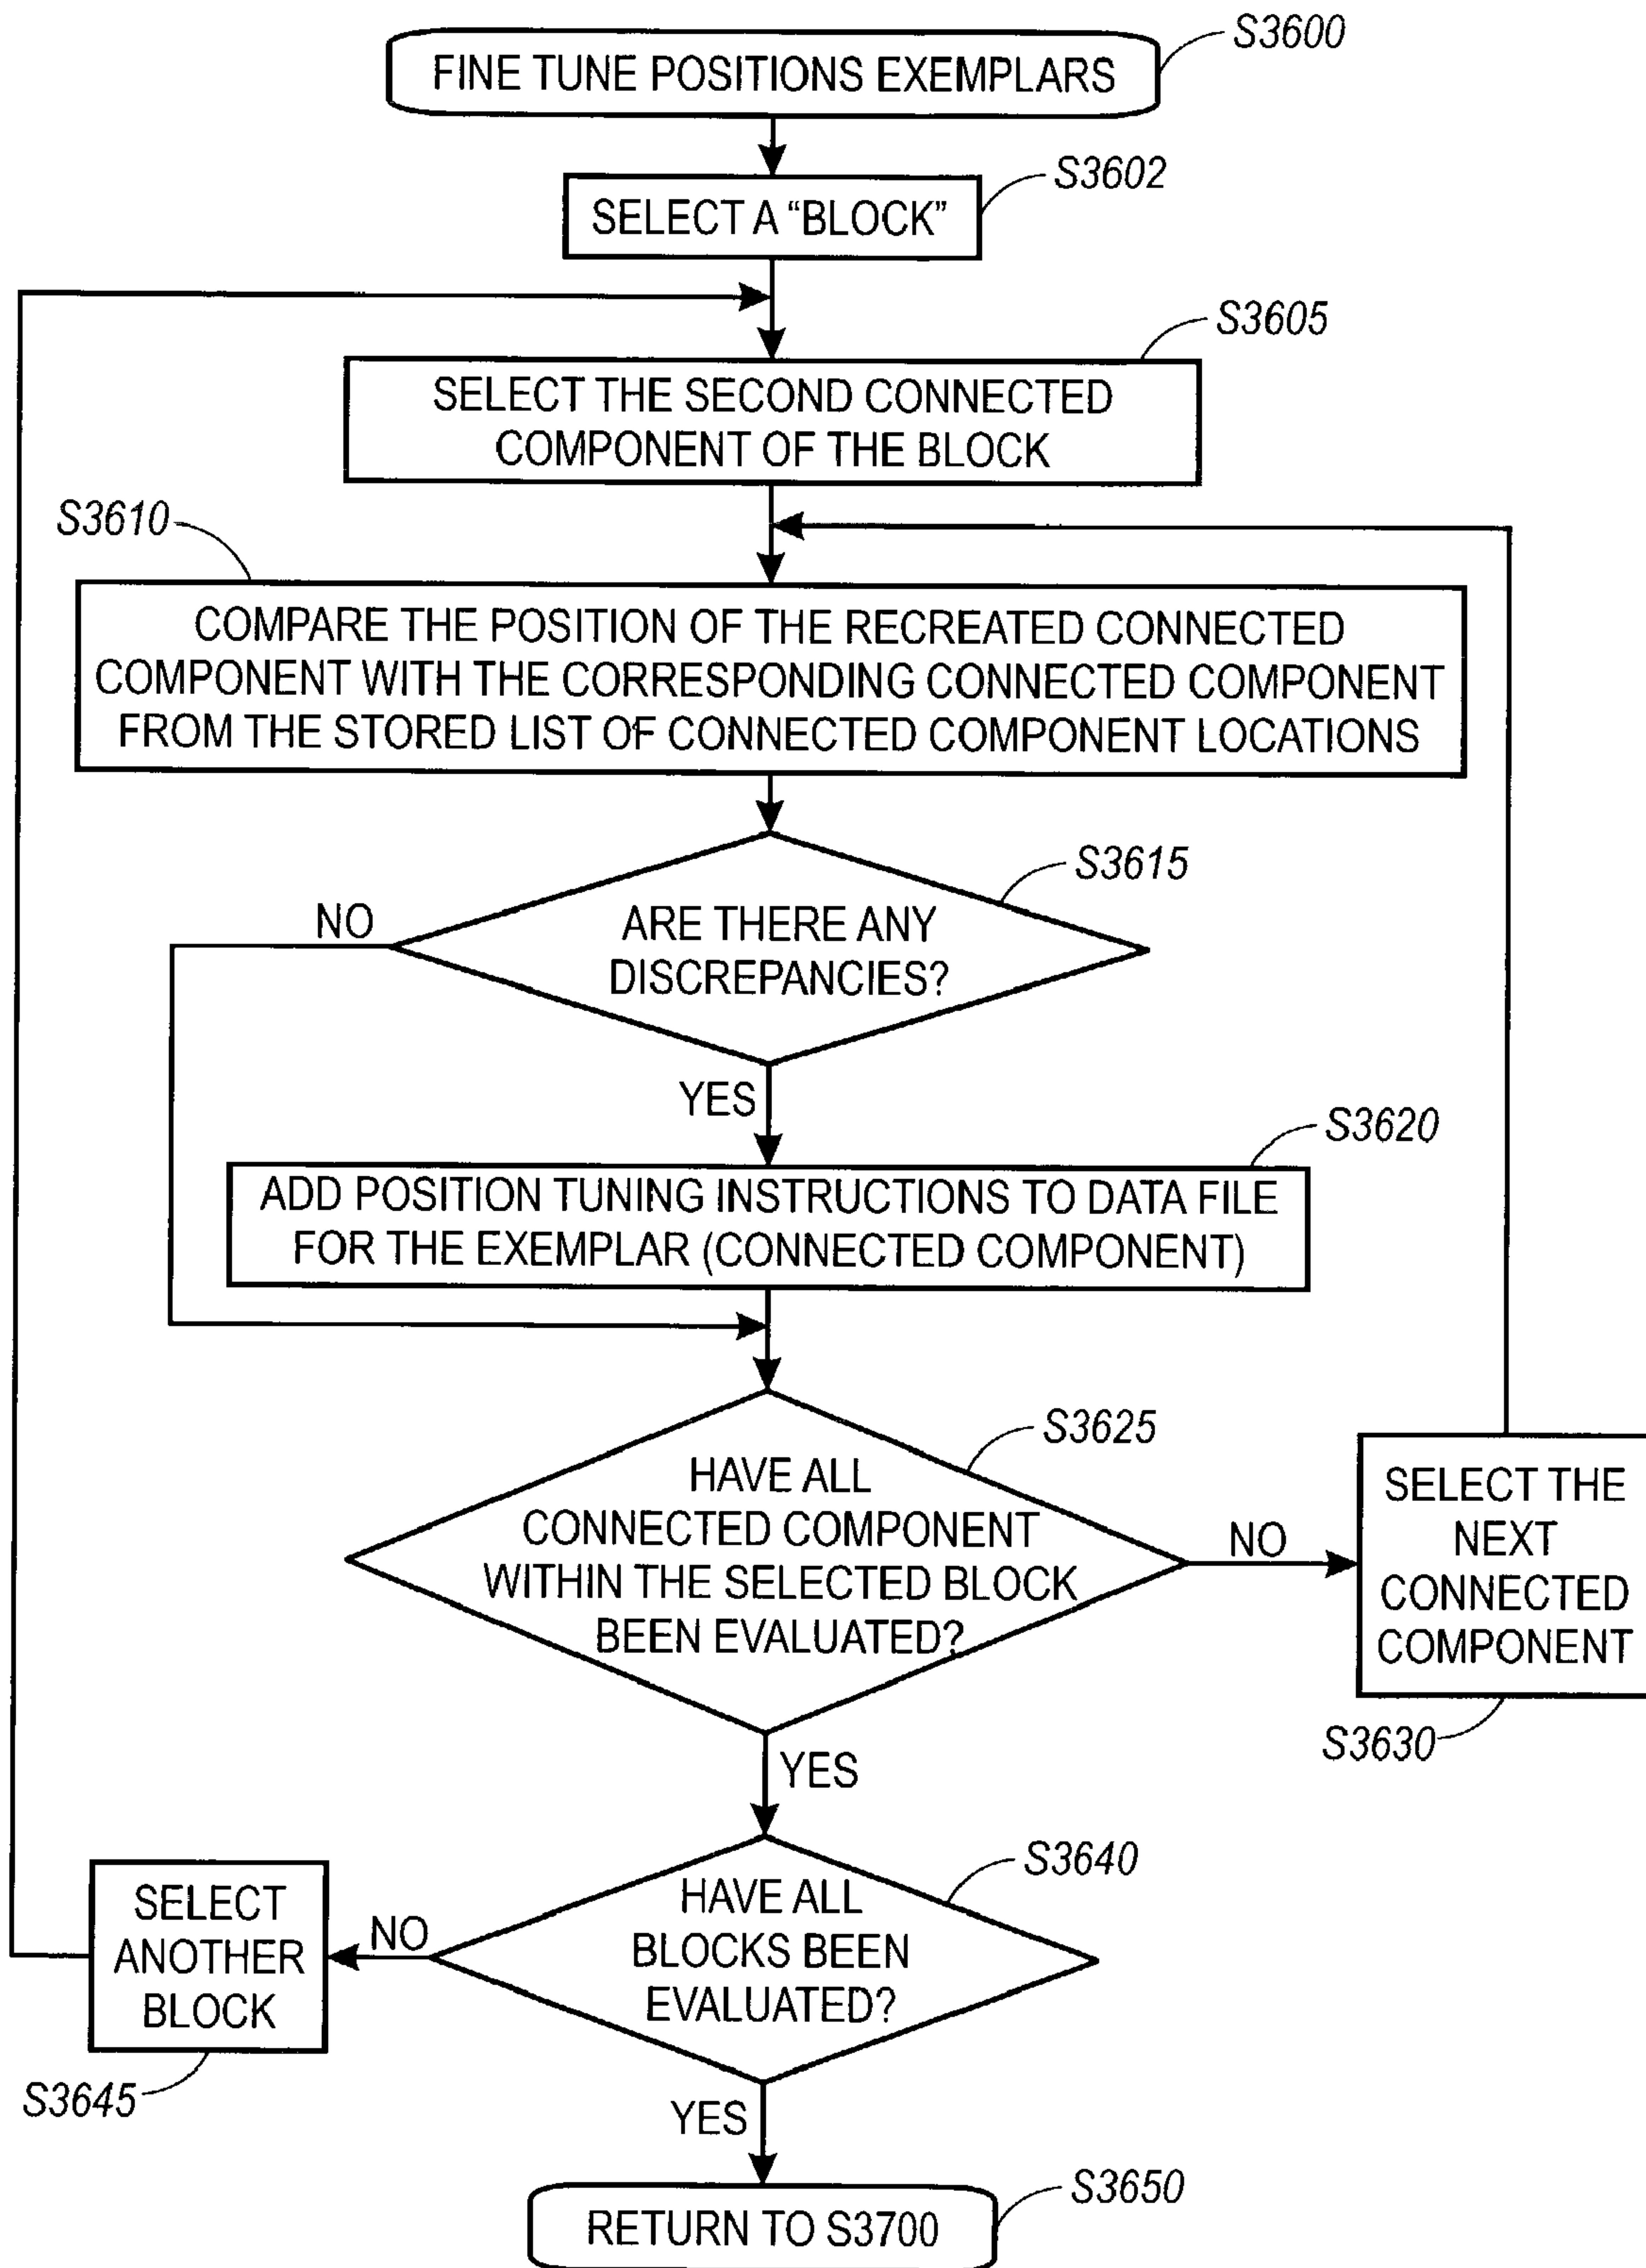 S3600
FINE TUNE POSITIONS EXEMPLARS
S3602
SELECT A “BLOCK”
S3605
SELECT THE SECOND CONNECTED
COMPONENT OF THE BLOCK
S3610
COMPARE THE POSITION OF THE RECREATED CONNECTED
COMPONENT WITH THE CORRESPONDING CONNECTED COMPONENT
FROM THE STORED LIST OF CONNECTED COMPONENT LOCATIONS
S3615
NO
ARE THERE ANY
DISCREPANCIES?
YES
S3620
ADD POSITION TUNING INSTRUCTIONS TO DATA FILE
FOR THE EXEMPLAR (CONNECTED COMPONENT)
S3625
HAVE ALL
CONNECTED COMPONENT
WITHIN THE SELECTED BLOCK
BEEN EVALUATED?
NO
SELECT THE
NEXT
CONNECTED
COMPONENT
S3630
YES
S3640
HAVE ALL
BLOCKS BEEN
EVALUATED?
NO
SELECT
ANOTHER
BLOCK
S3645
YES
S3650
RETURN TO S3700